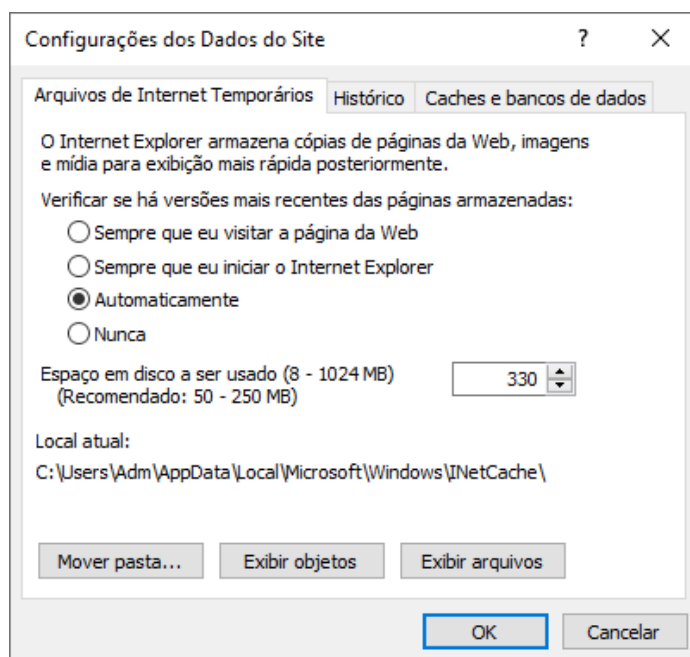 Configurações dos Dados do Site
Arquivos de Internet Temporários Histórico Caches e bancos de dados
O Internet Explorer armazena cópias de páginas da Web, imagens
e mídia para exibição mais rápida posteriormente.
Verificar se há versões mais recentes das páginas armazenadas:
Sempre que eu visitar a página da Web
Sempre que eu iniciar o Internet Explorer
Automaticamente
Nunca
Espaço em disco a ser usado (8 - 1024 MB) 330
(Recomendado: 50 - 250 MB)
Local atual:
C:\Users\Adm\AppData\Local\Microsoft\Windows\INetCache\
Mover pasta... Exibir objetos Exibir arquivos
OK Cancelar